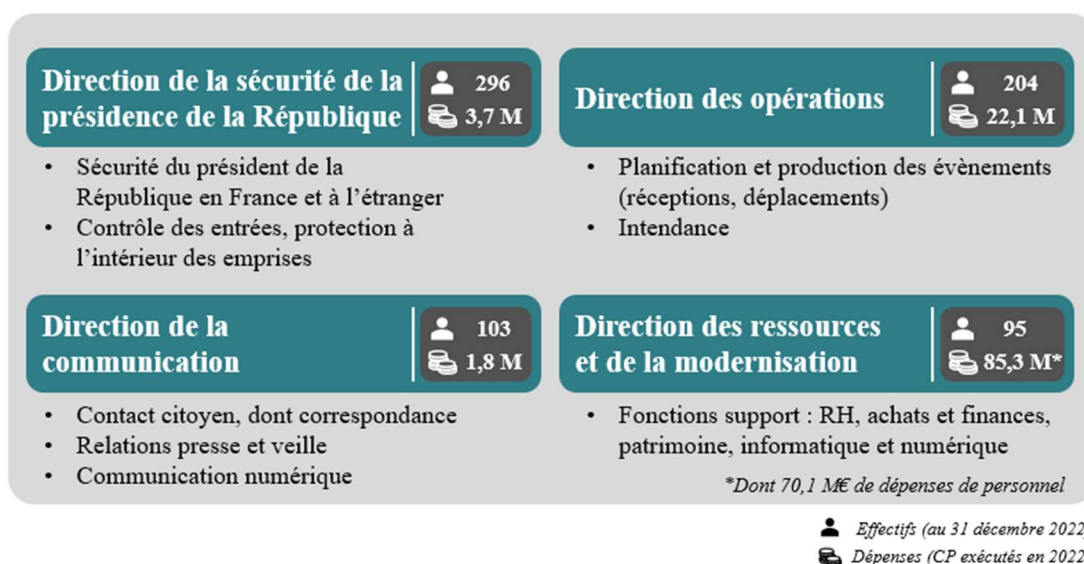 Direction de la sécurité de la
présidence de la République
296
3,7 M
• Sécurité du président de la
République en France et à l’étranger
• Contrôle des entrées, protection à
l’intérieur des emprises
Direction des opérations
204
22,1 M
• Planification et production des évènements
(réceptions, déplacements)
• Intendance
Direction de la
communication
103
1,8 M
• Contact citoyen, dont correspondance
• Relations presse et veille
• Communication numérique
Direction des ressources
et de la modernisation
95
85,3 M*
• Fonctions support : RH, achats et finances,
patrimoine, informatique et numérique
*Dont 70,1 M€ de dépenses de personnel
Effectifs (au 31 décembre 2022
Dépenses (CP exécutés en 2022